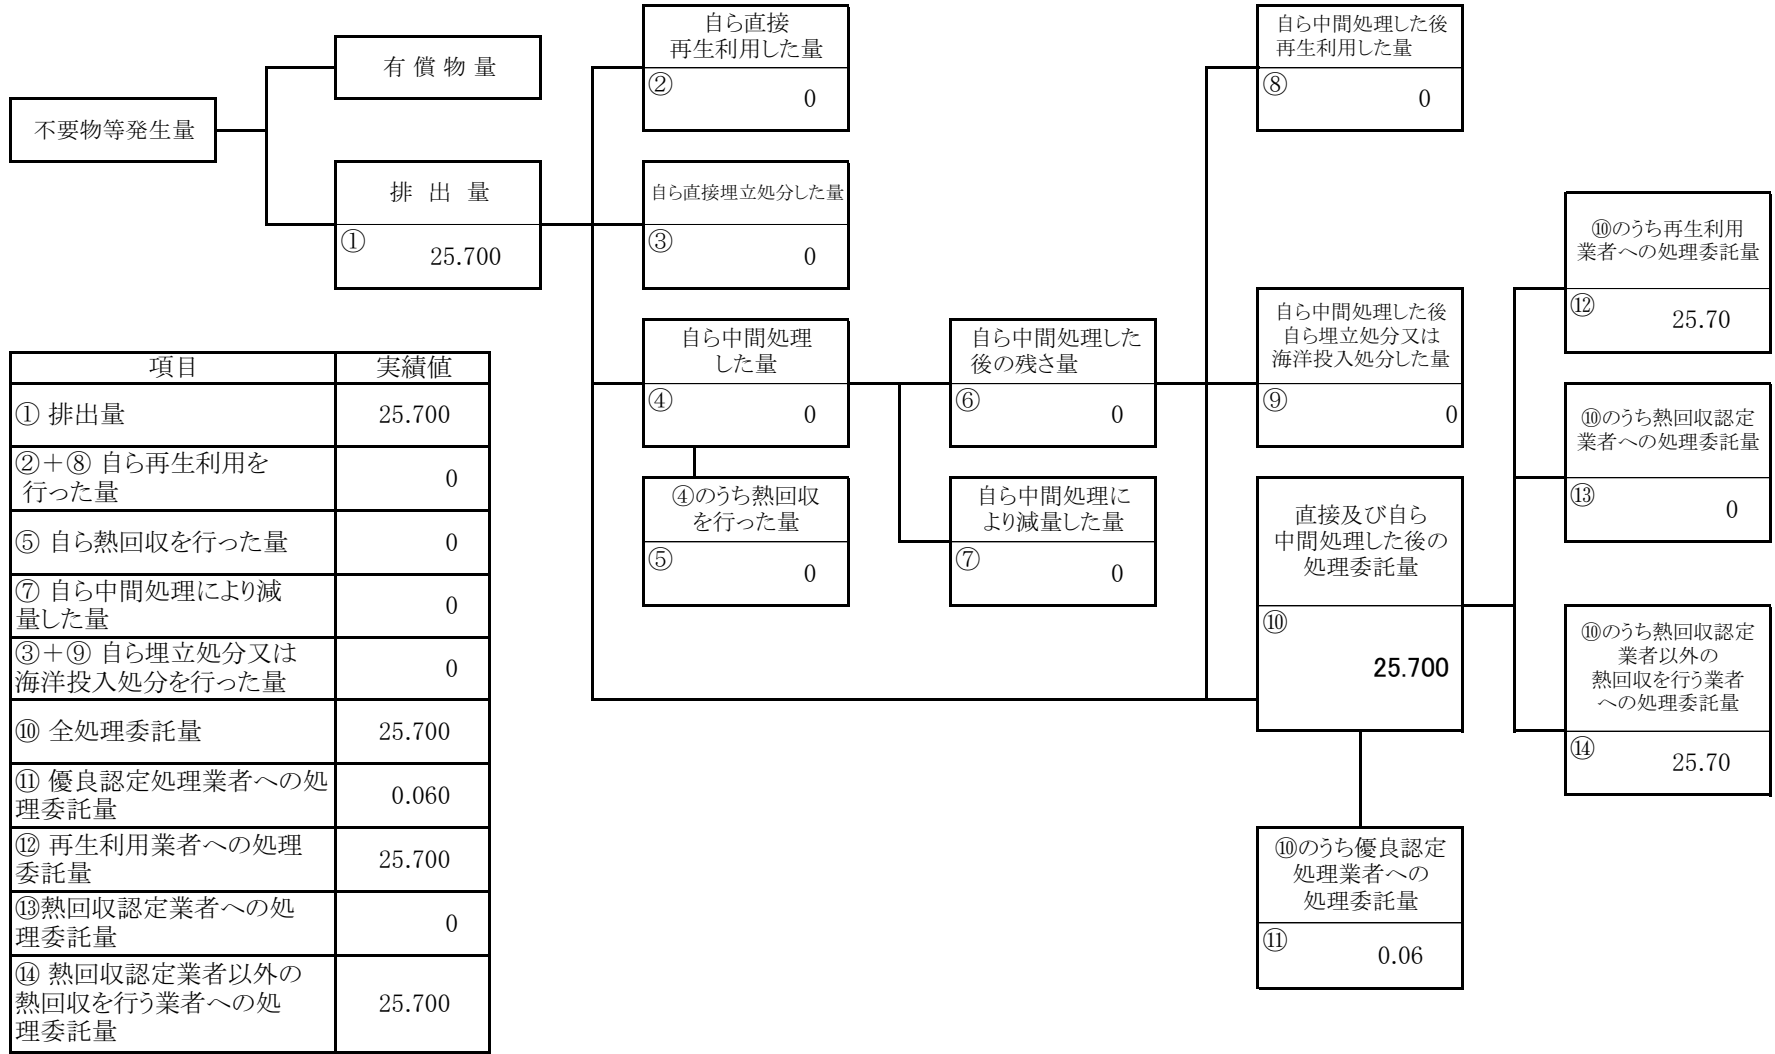 不要物等発生量
有 償 物 量
排 出 量
①
25.700
自ら直接
再生利用した量
②
0
自ら直接埋立処分した量
③
0
自ら中間処理
した量
④
0
④のうち熱回収
を行った量
⑤
0
自ら中間処理した
後の残さ量
⑥
0
自ら中間処理に
より減量した量
⑦
0
自ら中間処理した後
再生利用した量
⑧
0
自ら中間処理した後
自ら埋立処分又は
海洋投入処分した量
⑨
0
直接及び自ら
中間処理した後の
処理委託量
⑩
25.700
⑩のうち優良認定
処理業者への
処理委託量
⑪
0.06
⑩のうち再生利用
業者への処理委託量
⑫
25.70
⑩のうち熱回収認定
業者への処理委託量
⑬
0
⑩のうち熱回収認定
業者以外の
熱回収を行う業者
への処理委託量
⑭
25.70
項目 実績値
① 排出量 25.700
②+⑧ 自ら再生利用を
行った量 0
⑤ 自ら熱回収を行った量 0
⑦ 自ら中間処理により減
量した量 0
③+⑨ 自ら埋立処分又は
海洋投入処分を行った量 0
⑩ 全処理委託量 25.700
⑪ 優良認定処理業者への処
理委託量 0.060
⑫ 再生利用業者への処理
委託量 25.700
⑬熱回収認定業者への処
理委託量 0
⑭ 熱回収認定業者以外の
熱回収を行う業者への処
理委託量 25.700